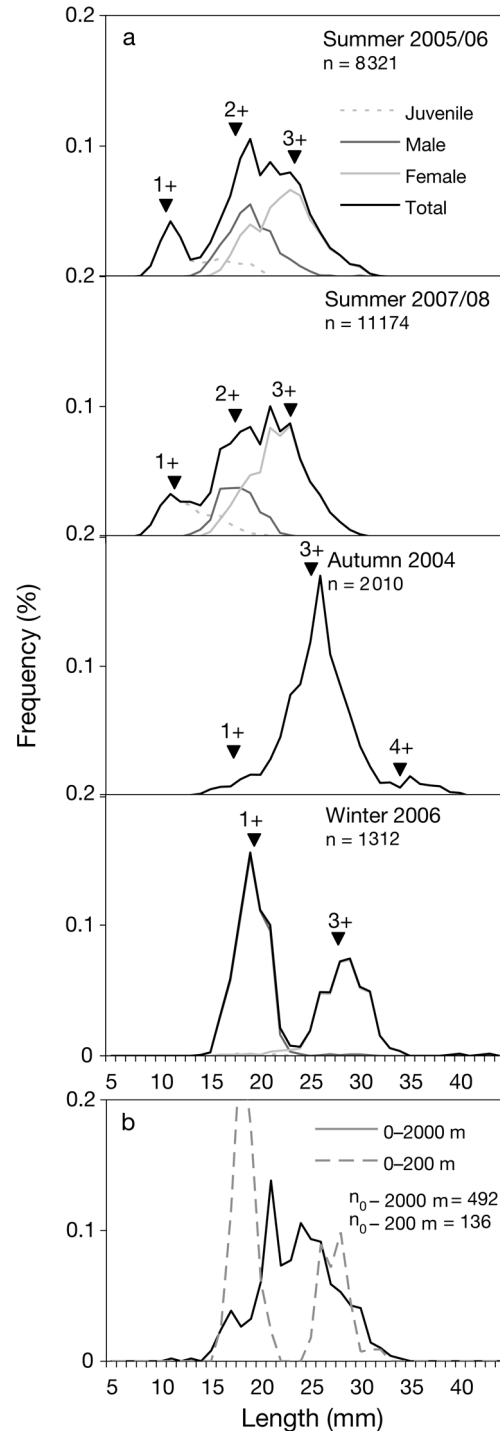 0.2
a
Summer 2005/06
n = 8321
Juvenile
Male
Female
Total
2+
3+
1+
0.1
0.2
Summer 2007/08
n = 11174
2+
3+
1+
0.1
0.2
Autumn 2004
n = 2010
3+
0.1
1+
4+
0.2
Winter 2006
n = 1312
1+
3+
0.1
0
5 10 15 20 25 30 35 40
Frequency (%)
0.2
b
0–2000 m
0–200 m
n0 – 2000 m = 492
n0 – 200 m = 136
0.1
0
5 10 15 20 25 30 35 40
Length (mm)